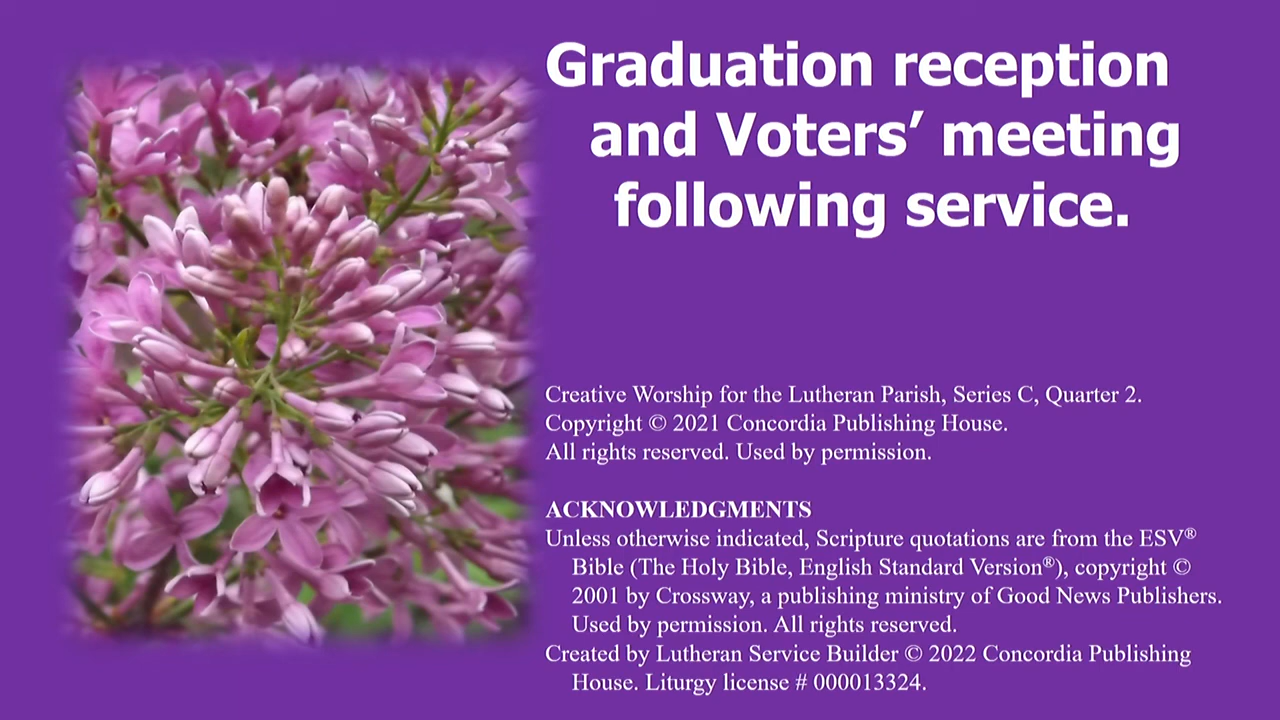 Graduation reception
and Voters’ meeting
following service.
Creative Worship for the Lutheran Parish, Series C, Quarter 2.
Copyright © 2021 Concordia Publishing House.
All rights reserved. Used by permission.
ACKNOWLEDGMENTS
Unless otherwise indicated, Scripture quotations are from the ESV®
Bible (The Holy Bible, English Standard Version®), copyright ©
2001 by Crossway, a publishing ministry of Good News Publishers.
Used by permission. All rights reserved.
Created by Lutheran Service Builder © 2022 Concordia Publishing
House. Liturgy license # 000013324.